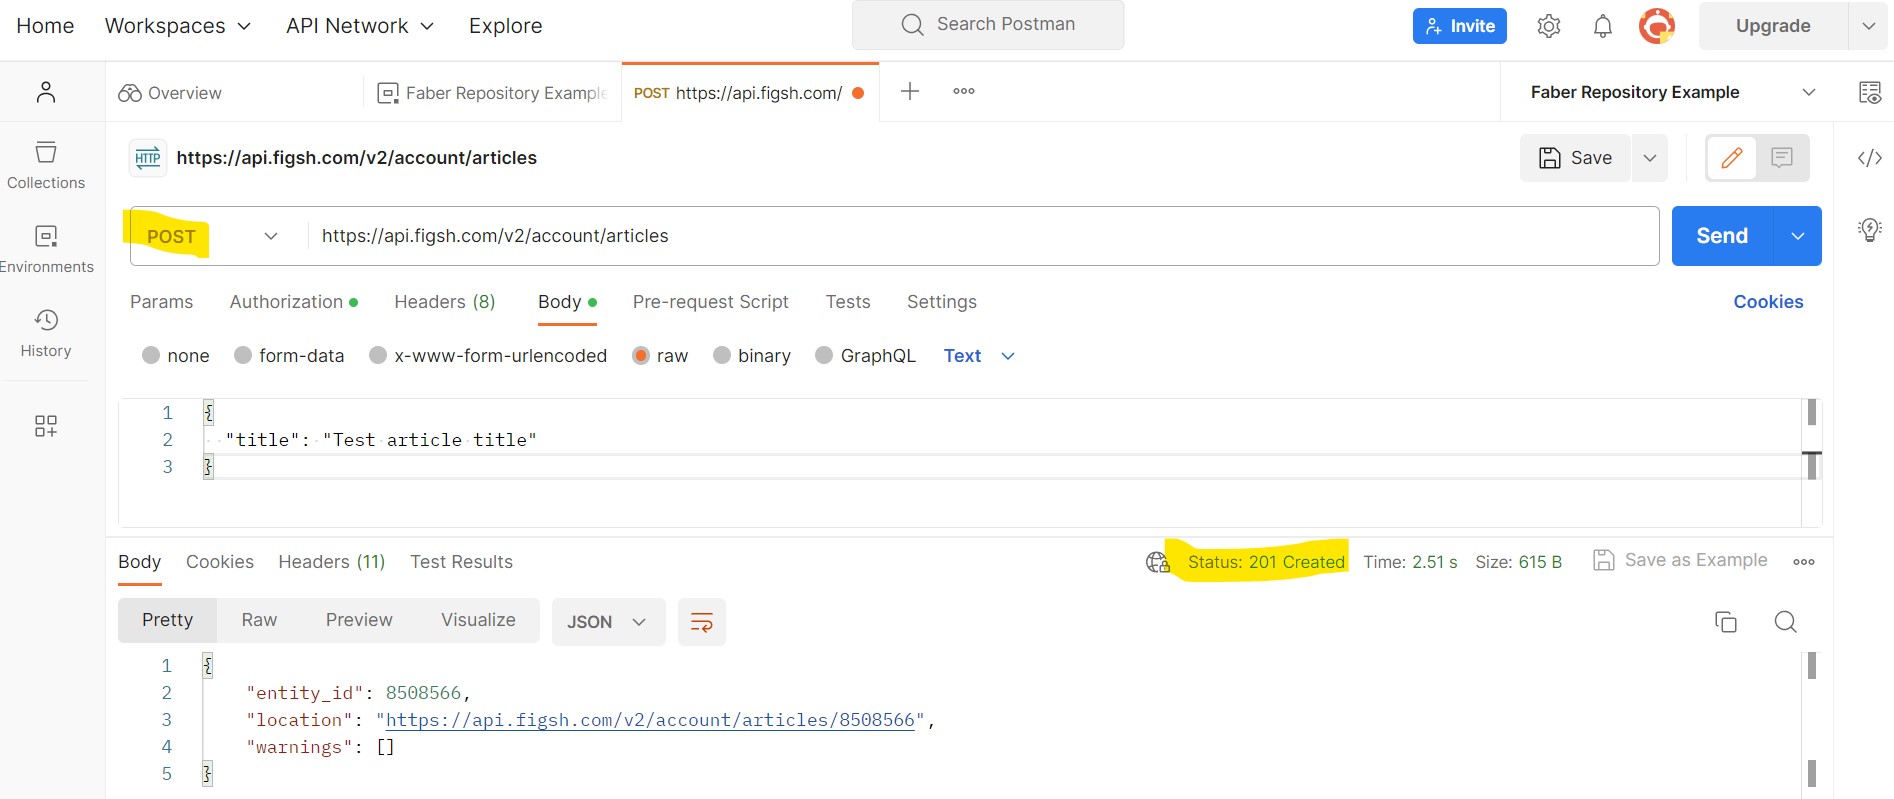 Home Workspaces API Network Explore Search Postman Invite Upgrade
Overview Faber Repository Example POST https://api.figsh.com/ Faber Repository Example
HTTP https://api.figsh.com/v2/account/articles Save
POST https://api.figsh.com/v2/account/articles Send
Collections
Environments
History
Params Authorization Headers (8) Body Pre-request Script Tests Settings Cookies
none form-data x-www-form-urlencoded raw binary GraphQL Text
1 {
2 "title": "Test article title"
3 }
Body Cookies Headers (11) Test Results Status: 201 Created Time: 2.51 s Size: 615 B Save as Example
Pretty Raw Preview Visualize JSON
1 {
2 "entity_id": 8508566,
3 "location": "https://api.figsh.com/v2/account/articles/8508566",
4 "warnings": []
5 }